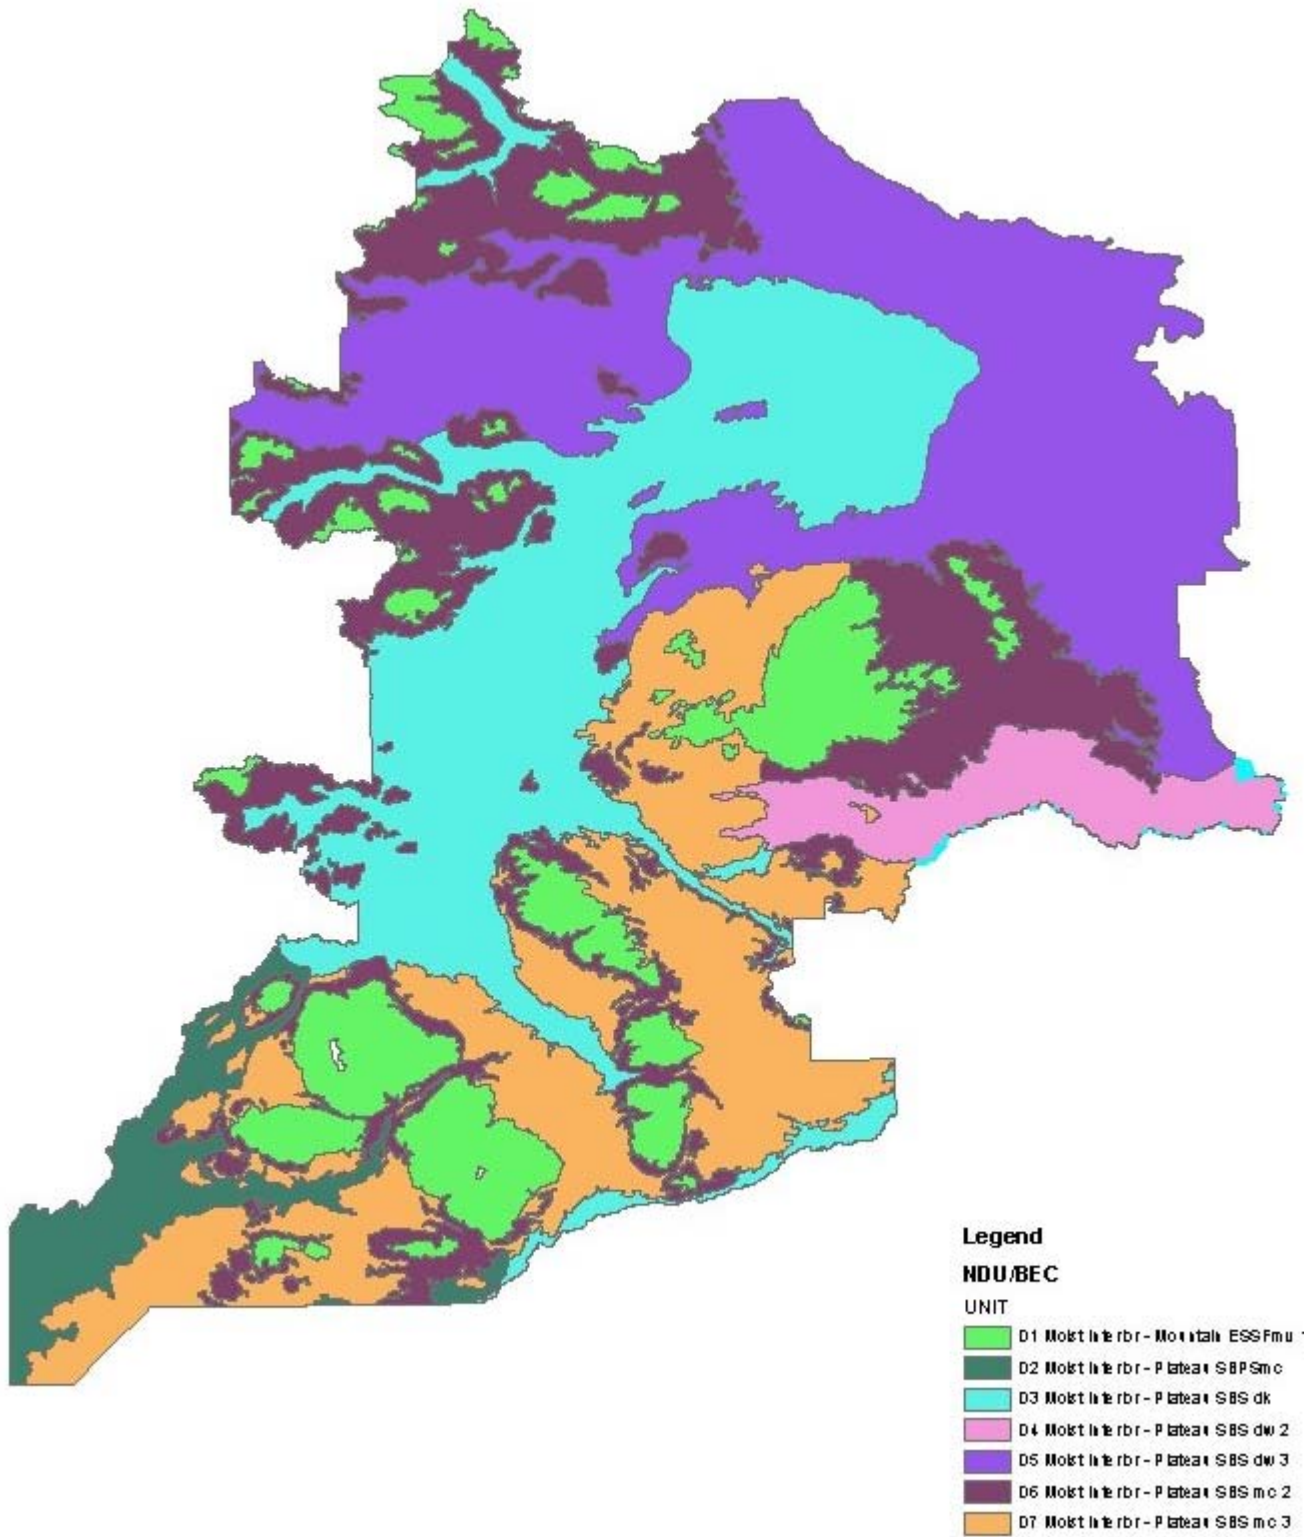 Legend
NDU/BEC
UNIT
D1 Moist Interior - Mountain ESSFmv 1
D2 Moist Interior - Plateau SBPSmc
D3 Moist Interior - Plateau SBS dk
D4 Moist Interior - Plateau SBS dw 2
D5 Moist Interior - Plateau SBS dw 3
D6 Moist Interior - Plateau SBS mc 2
D7 Moist Interior - Plateau SBS mc 3